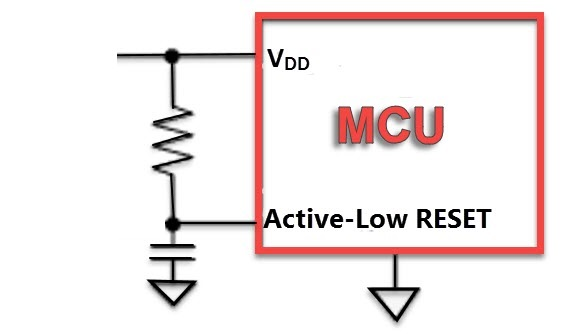 VDD
MCU
Active-Low RESET